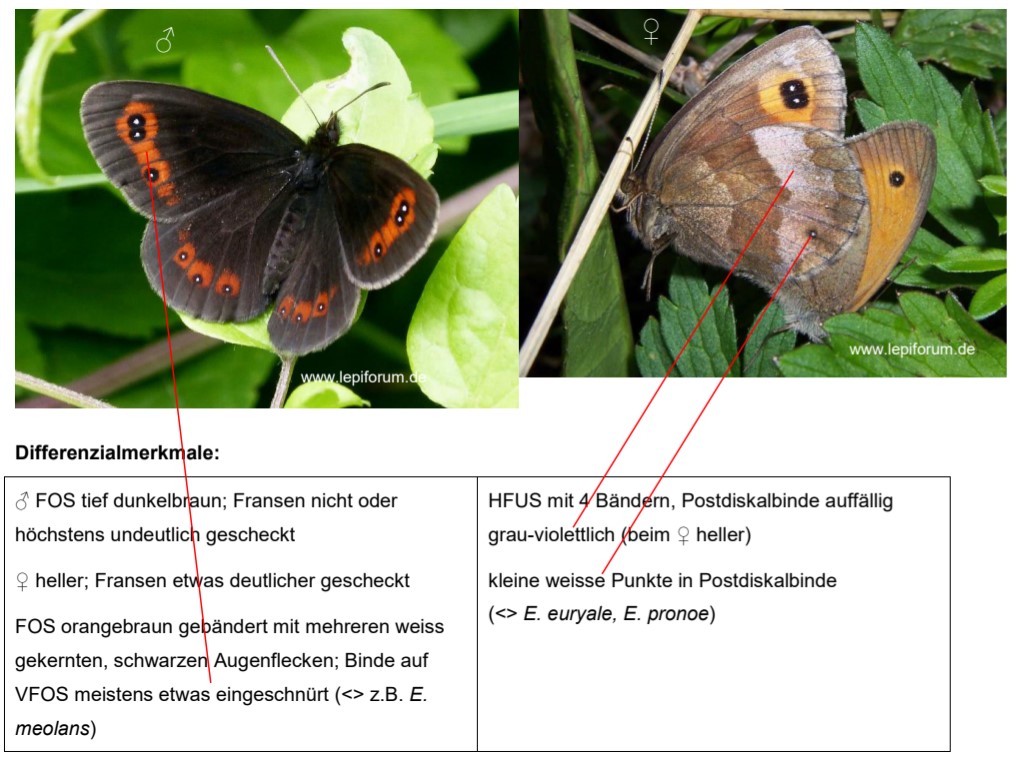 ♂
♀
www.lepiforum.de
www.lepiforum.de
Differenzialmerkmale:
♂ FOS tief dunkelbraun; Fransen nicht oder
höchstens undeutlich gescheckt
♀ heller; Fransen etwas deutlicher gescheckt
FOS orangebraun gebändert mit mehreren weiss
gekernten, schwarzen Augenflecken; Binde auf
VFOS meistens etwas eingeschnürt (<> z.B. E.
meolans)
HFUS mit 4 Bändern, Postdiskalbinde auffällig
grau-violettlich (beim ♀ heller)
kleine weisse Punkte in Postdiskalbinde
(<> E. euryale, E. pronoe)